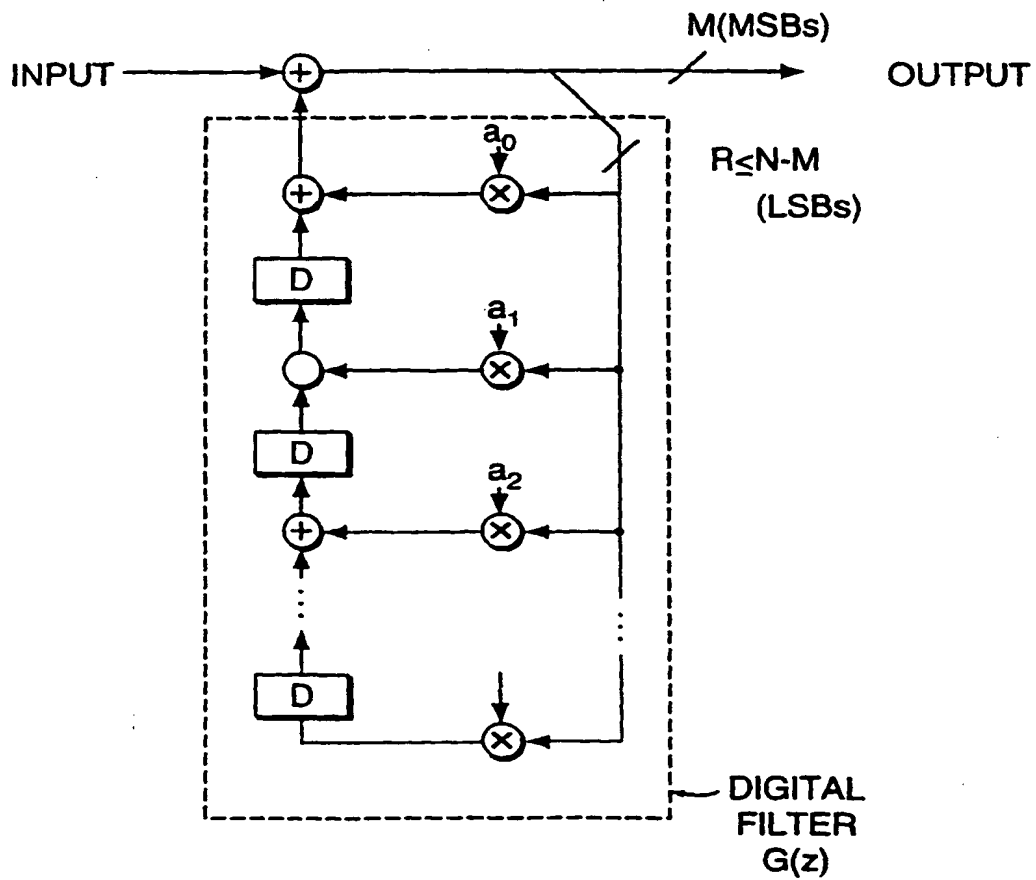 M(MSBs)
INPUT + OUTPUT
a₀
R≤N-M
(LSBs)
+ ×
D
a₁
×
D
a₂
+ ×
⋮ ⋮
D
×
DIGITAL
FILTER
G(z)